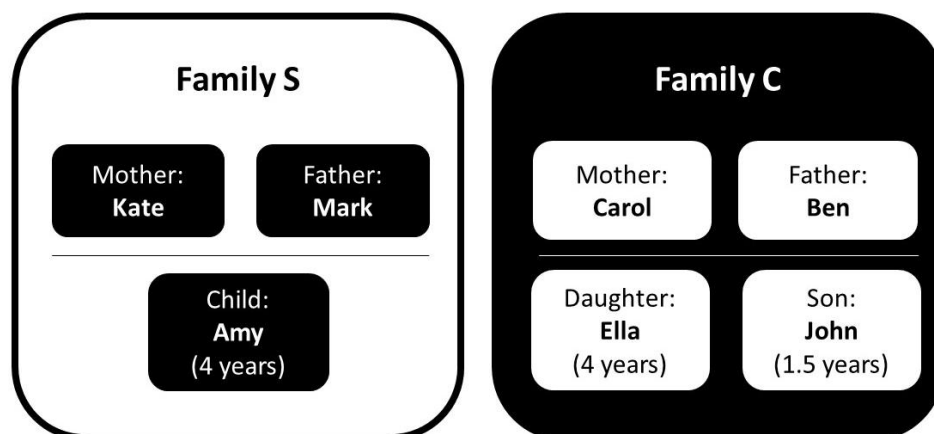 Family S
Mother:
Kate
Father:
Mark
Child:
Amy
(4 years)
Family C
Mother:
Carol
Father:
Ben
Daughter:
Ella
(4 years)
Son:
John
(1.5 years)